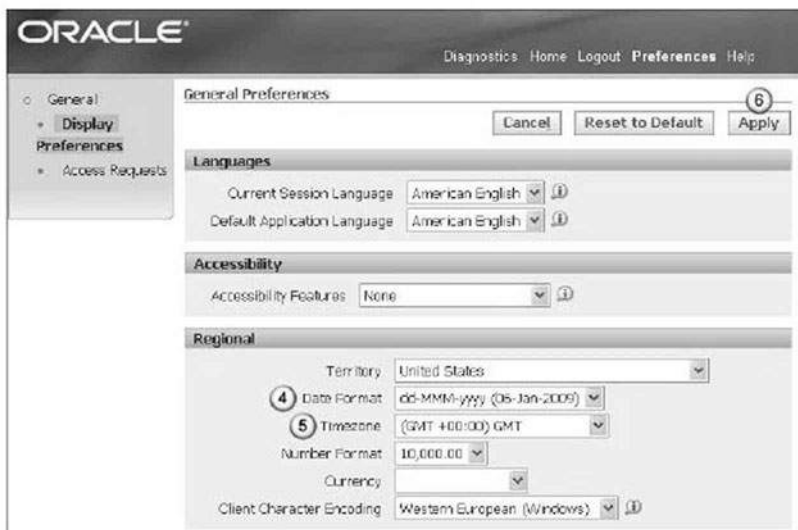 ORACLE®
Diagnostics Home Logout Preferences Help
General
Display Preferences
Access Requests
General Preferences
6
Cancel Reset to Default Apply
Languages
Current Session Language American English
Default Application Language American English
Accessibility
Accessibility Features None
Regional
Territory United States
4 Date Format dd-MMM-yyyy (06-Jan-2009)
5 Timezone (GMT +00:00) GMT
Number Format 10,000.00
Currency
Client Character Encoding Western European (Windows)